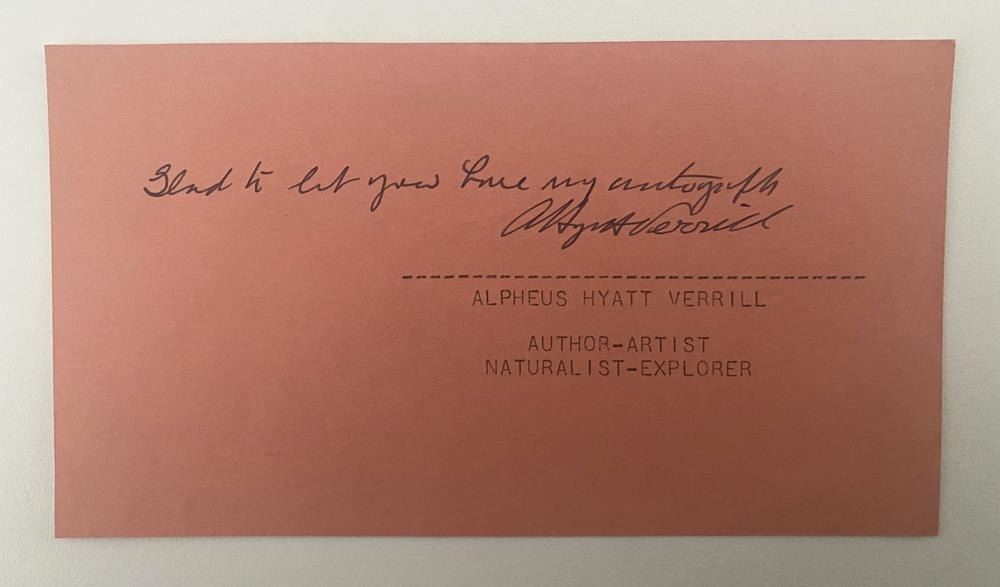 Glad to let you have my autograph
A Hyatt Verrill
ALPHEUS HYATT VERRILL
AUTHOR-ARTIST
NATURALIST-EXPLORER